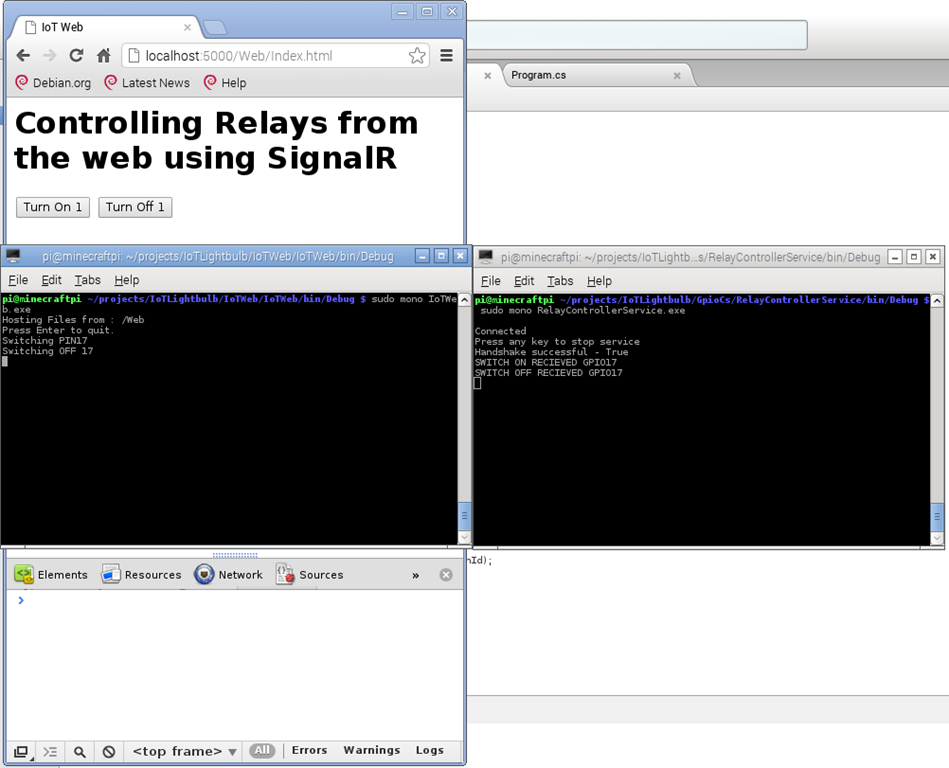 IoT Web
localhost:5000/Web/Index.html
Debian.org Latest News Help
Program.cs
Controlling Relays from
the web using SignalR
Turn On 1 Turn Off 1
pi@minecraftpi: ~/projects/IoTLightbulb/IoTWeb/IoTWeb/bin/Debug
File Edit Tabs Help
pi@minecraftpi ~/projects/IoTLightbulb/IoTWeb/IoTWeb/bin/Debug $ sudo mono IoTWe
b.exe
Hosting Files from : /Web
Press Enter to quit.
Switching PIN17
Switching OFF 17
pi@minecraftpi: ~/projects/IoTLightb...s/RelayControllerService/bin/Debug
File Edit Tabs Help
pi@minecraftpi ~/projects/IoTLightbulb/GpioCs/RelayControllerService/bin/Debug $
sudo mono RelayControllerService.exe
Connected
Press any key to stop service
Handshake successful - True
SWITCH ON RECIEVED GPIO17
SWITCH OFF RECIEVED GPIO17
nId);
Elements Resources Network Sources »
<top frame> All Errors Warnings Logs